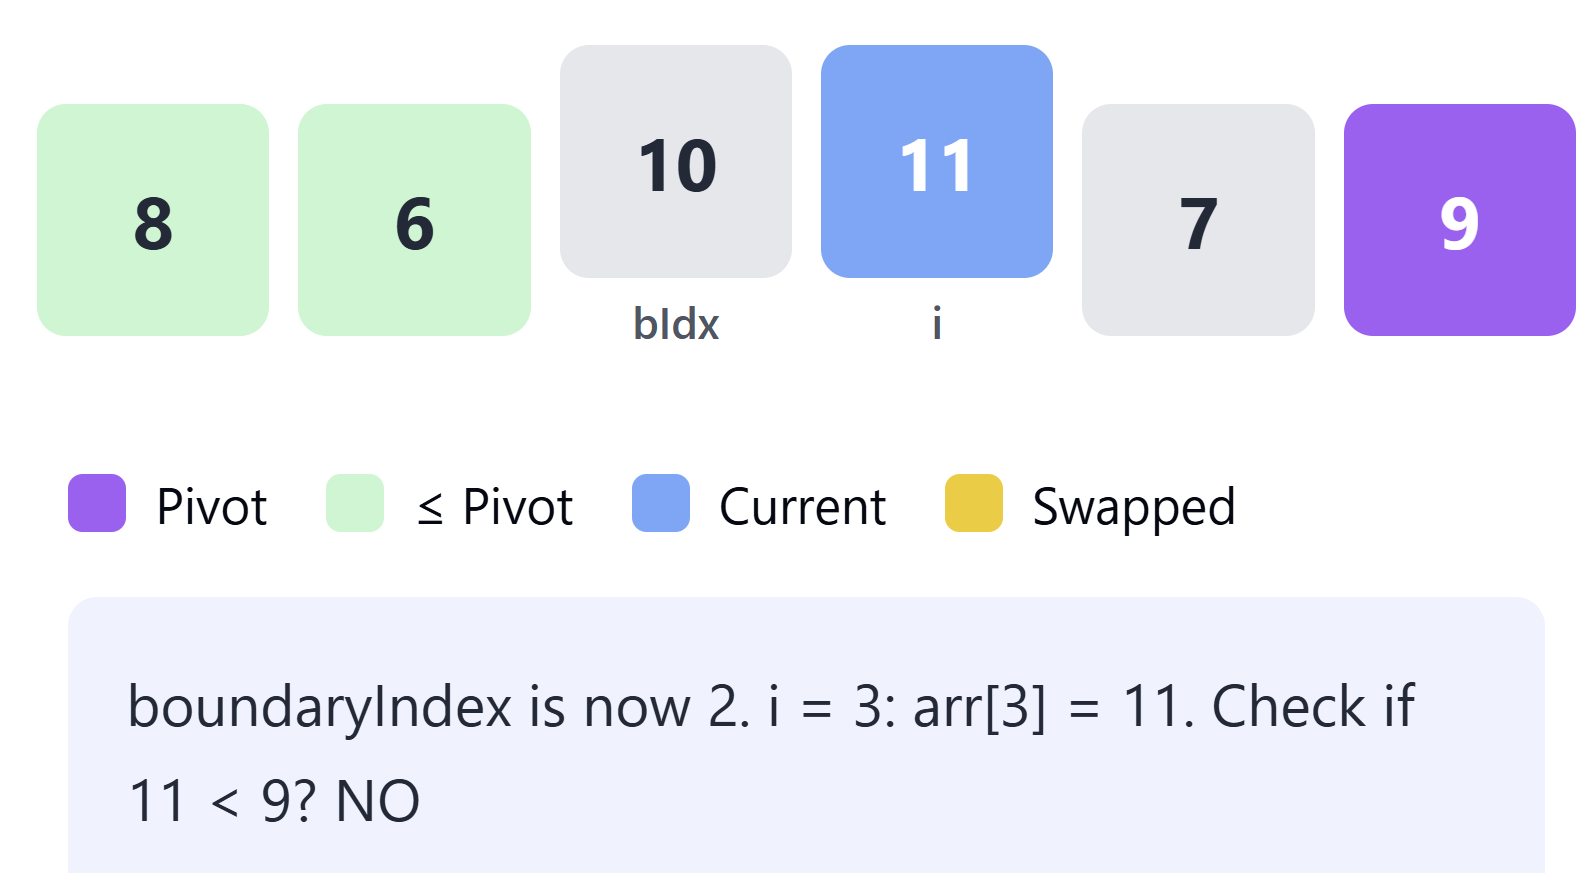 8 6 10 11 7 9
bIdx i
Pivot ≤ Pivot Current Swapped
boundaryIndex is now 2. i = 3: arr[3] = 11. Check if
11 < 9? NO